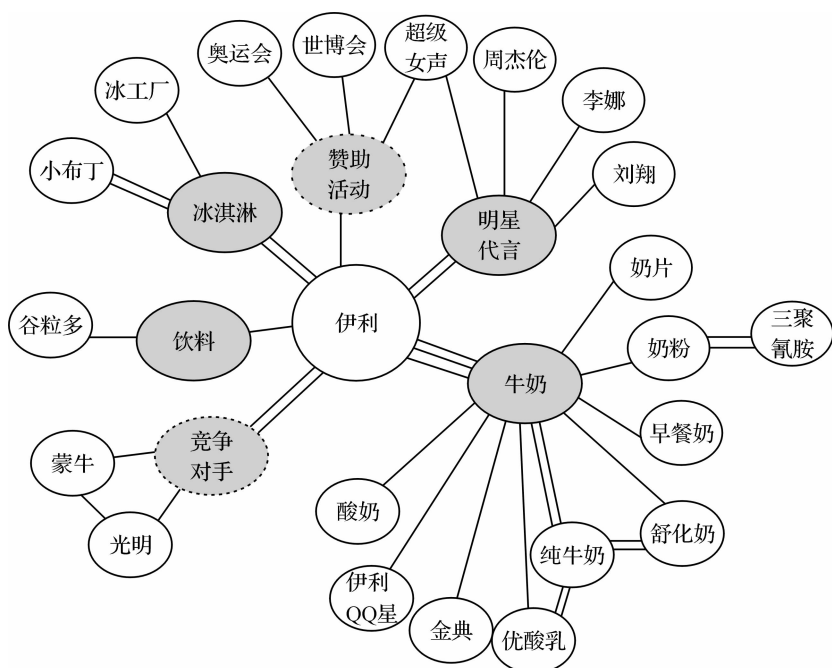 奥运会
世博会
超级
女声
周杰伦
冰工厂
李娜
小布丁
赞助
活动
刘翔
冰淇淋
明星
代言
奶片
谷粒多
饮料
伊利
奶粉
三聚
氰胺
牛奶
早餐奶
蒙牛
竞争
对手
酸奶
光明
纯牛奶
舒化奶
伊利
QQ星
金典
优酸乳